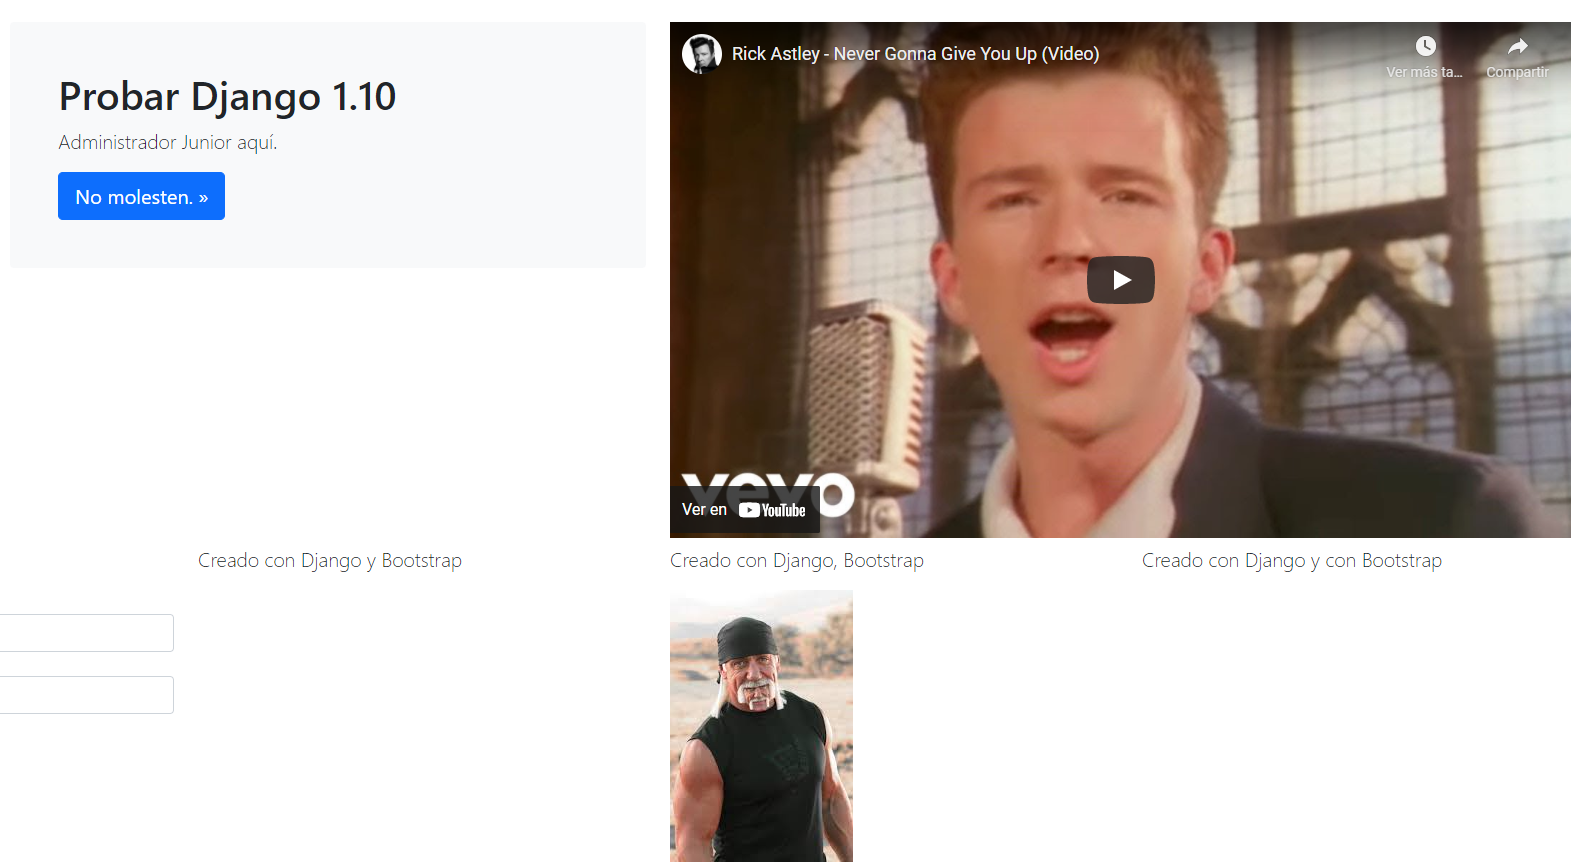 Probar Django 1.10
Administrador Junior aquí.
No molesten. »
Rick Astley - Never Gonna Give You Up (Video)
Ver más ta...
Compartir
vevo
Ver en YouTube
Creado con Django y Bootstrap
Creado con Django, Bootstrap
Creado con Django y con Bootstrap